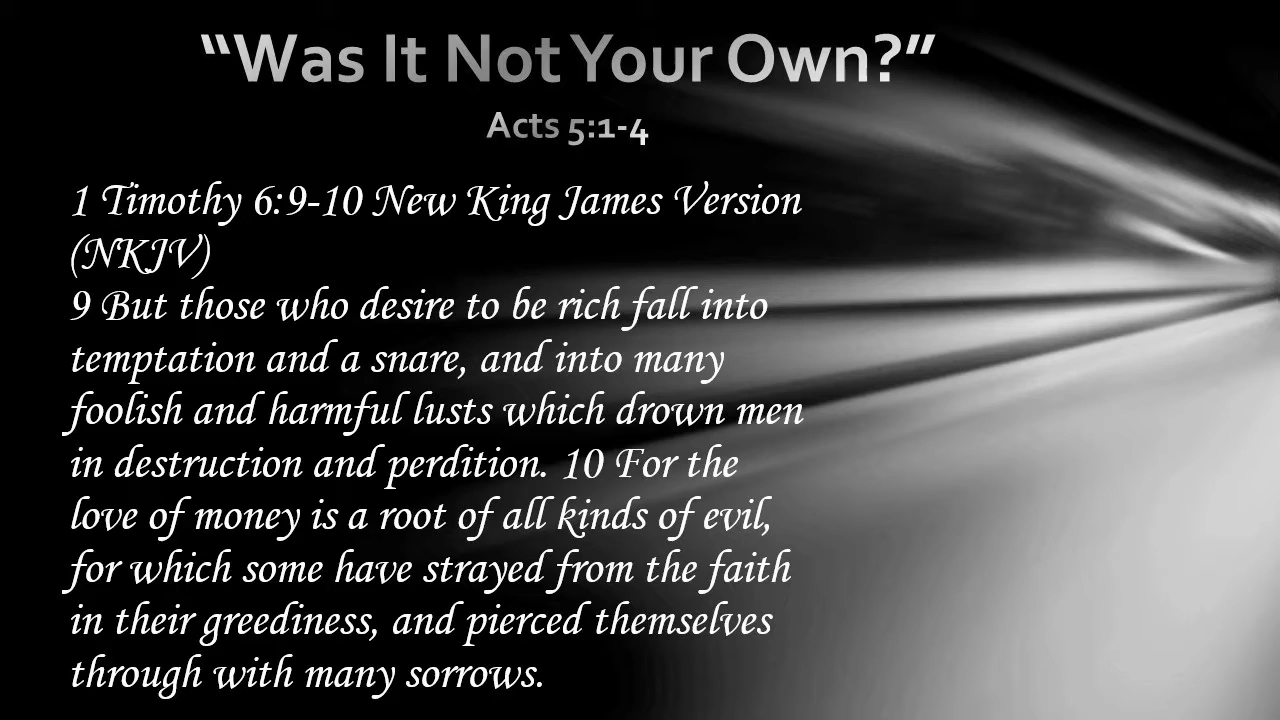 “Was It Not Your Own?”
Acts 5:1-4
1 Timothy 6:9-10 New King James Version
(NKJV)
9 But those who desire to be rich fall into
temptation and a snare, and into many
foolish and harmful lusts which drown men
in destruction and perdition. 10 For the
love of money is a root of all kinds of evil,
for which some have strayed from the faith
in their greediness, and pierced themselves
through with many sorrows.